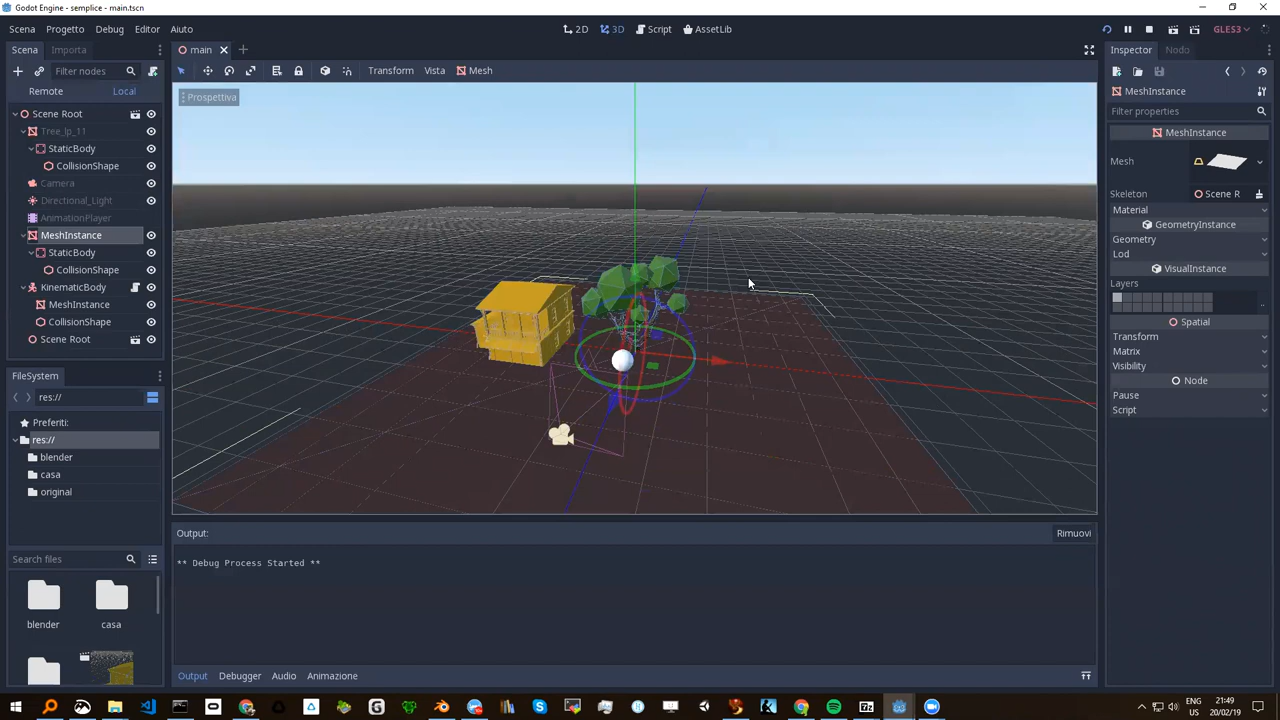 Godot Engine - semplice - main.tscn
Scena Progetto Debug Editor Aiuto
2D 3D Script AssetLib
GLES3
Scena Importa
main
Inspector Nodo
Filter nodes
Transform Vista Mesh
Remote Local
MeshInstance
Prospettiva
Filter properties
Scene Root
Tree_lp_11
StaticBody
CollisionShape
Camera
Directional_Light
AnimationPlayer
MeshInstance
StaticBody
CollisionShape
KinematicBody
MeshInstance
CollisionShape
Scene Root
MeshInstance
Mesh
Skeleton Scene R
Material
GeometryInstance
Geometry
Lod
VisualInstance
Layers
..
Spatial
Transform
Matrix
Visibility
Node
Pause
Script
FileSystem
res://
Preferiti:
res://
blender
casa
original
Search files
blender casa
Output: Rimuovi
** Debug Process Started **
Output Debugger Audio Animazione
ENG 21:49
US 20/02/19